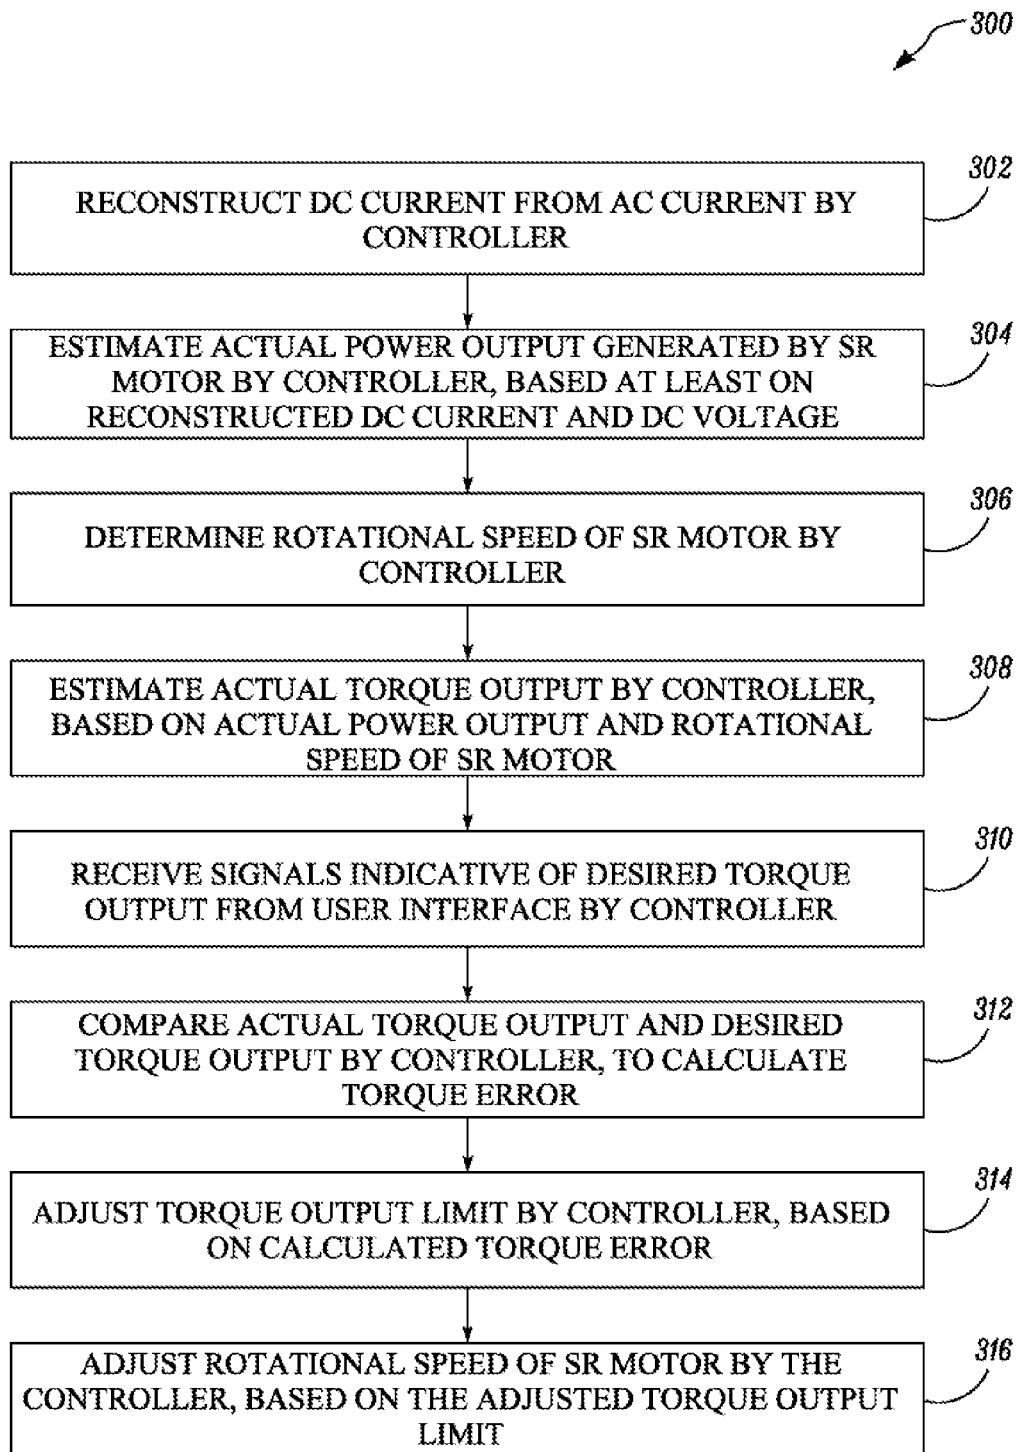 300
302
RECONSTRUCT DC CURRENT FROM AC CURRENT BY
CONTROLLER
304
ESTIMATE ACTUAL POWER OUTPUT GENERATED BY SR
MOTOR BY CONTROLLER, BASED AT LEAST ON
RECONSTRUCTED DC CURRENT AND DC VOLTAGE
306
DETERMINE ROTATIONAL SPEED OF SR MOTOR BY
CONTROLLER
308
ESTIMATE ACTUAL TORQUE OUTPUT BY CONTROLLER,
BASED ON ACTUAL POWER OUTPUT AND ROTATIONAL
SPEED OF SR MOTOR
310
RECEIVE SIGNALS INDICATIVE OF DESIRED TORQUE
OUTPUT FROM USER INTERFACE BY CONTROLLER
312
COMPARE ACTUAL TORQUE OUTPUT AND DESIRED
TORQUE OUTPUT BY CONTROLLER, TO CALCULATE
TORQUE ERROR
314
ADJUST TORQUE OUTPUT LIMIT BY CONTROLLER, BASED
ON CALCULATED TORQUE ERROR
316
ADJUST ROTATIONAL SPEED OF SR MOTOR BY THE
CONTROLLER, BASED ON THE ADJUSTED TORQUE OUTPUT
LIMIT